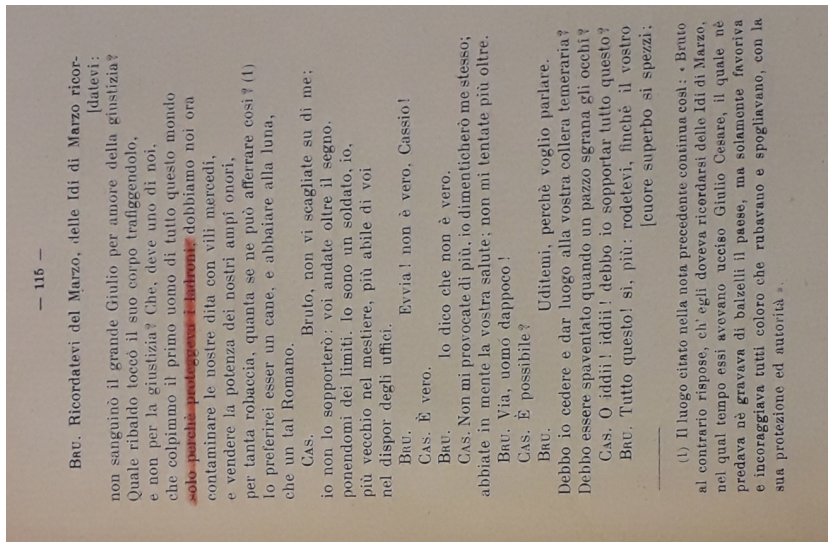 — 115 —
BRU. Ricordatevi del Marzo, delle Idi di Marzo ricor-
[datevi:
non sanguinò il grande Giulio per amore della giustizia?
Quale ribaldo toccó il suo corpo trafiggendolo,
e non per la giustizia? Che, deve uno di noi,
che colpimmo il primo uomo di tutto questo mondo
solo perchè proteggeva i ladroni, dobbiamo noi ora
contaminare le nostre dita con vili mercedi,
e vendere la potenza dei nostri ampi onori,
per tanta robaccia, quanta se ne può afferrare così? (1)
Io preferirei esser un cane, e abbaiare alla luna,
che un tal Romano.
CAS. Bruto, non vi scagliate su di me;
io non lo sopporterò: voi andate oltre il segno.
ponendomi dei limiti. Io sono un soldato, io,
più vecchio nel mestiere, più abile di voi
nel dispor degli uffici.
BRU. Evvia! non è vero, Cassio!
CAS. È vero.
BRU. Io dico che non è vero.
CAS. Non mi provocate di più, io dimenticherò me stesso;
abbiate in mente la vostra salute; non mi tentate più oltre.
BRU. Via, uomó dappoco!
CAS. È possibile?
BRU. Uditemi, perchè voglio parlare.
Debbo io cedere e dar luogo alla vostra collera temeraria?
Debbo essere spaventato quando un pazzo sgrana gli occhi?
CAS. O iddii! iddii! debbo io sopportar tutto questo?
BRU. Tutto questo! sì, più: rodetevi, finchè il vostro
[cuore superbo si spezzi;
(1) Il luogo citato nella nota precedente continua così: « Bruto
al contrario rispose, ch'egli doveva ricordarsi delle Idi di Marzo,
nel qual tempo essi avevano ucciso Giulio Cesare, il quale nè
predava nè gravava di balzelli il paese, ma solamente favoriva
e incoraggiava tutti coloro che rubavano e spogliavano, con la
sua protezione ed autorità ».